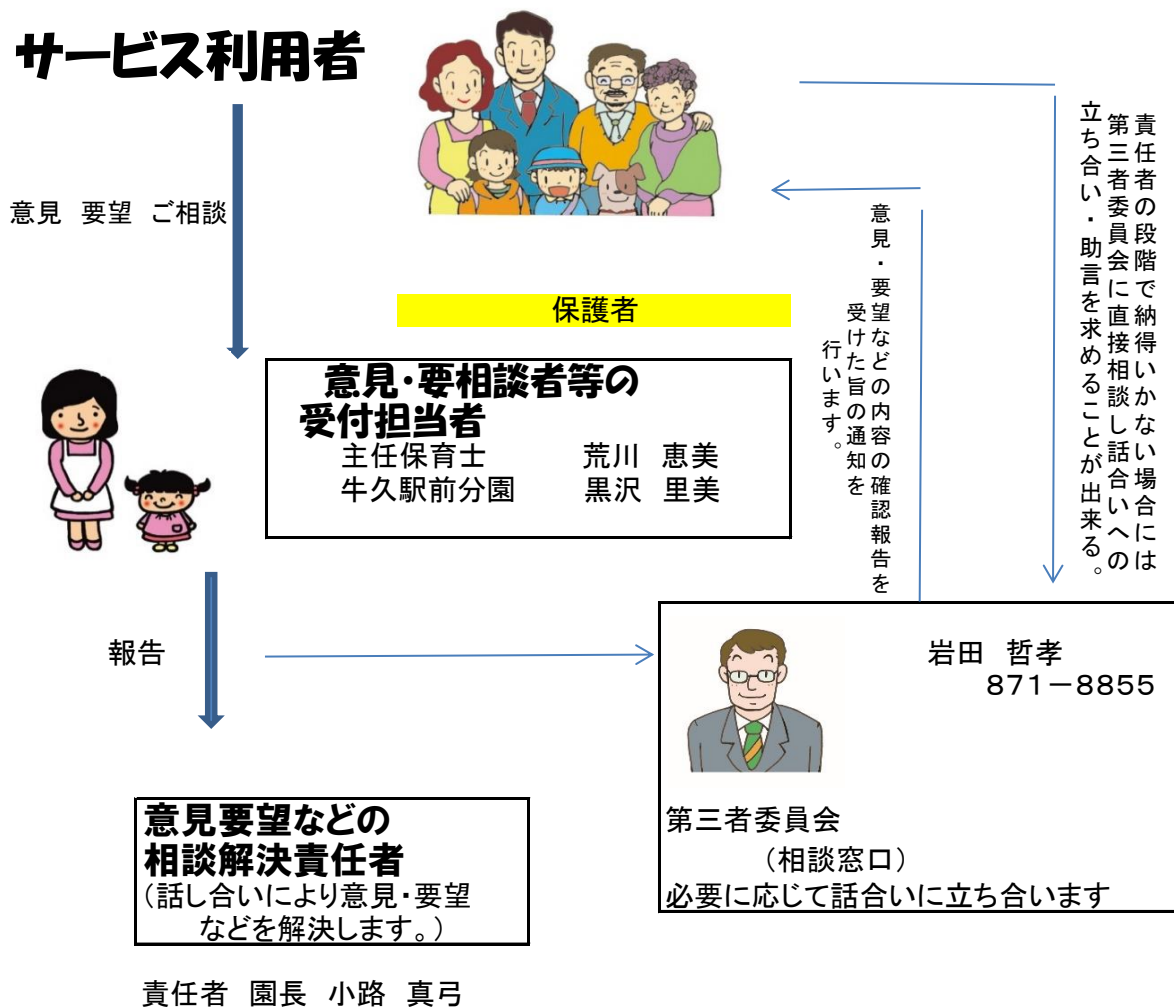 サービス利用者
意見 要望 ご相談
保護者
意見・要相談者等の
受付担当者
主任保育士 荒川 恵美
牛久駅前分園 黒沢 里美
責任者の段階で納得いかない場合には
第三者委員会に直接相談し話合いへの
立ち合い・助言を求めることが出来る。
意見・要望などの内容の確認報告を
受けた旨の通知を
行います。
報告
岩田 哲孝
871-8855
第三者委員会
(相談窓口)
必要に応じて話合いに立ち合います
意見要望などの
相談解決責任者
(話し合いにより意見・要望
などを解決します。)
責任者 園長 小路 真弓